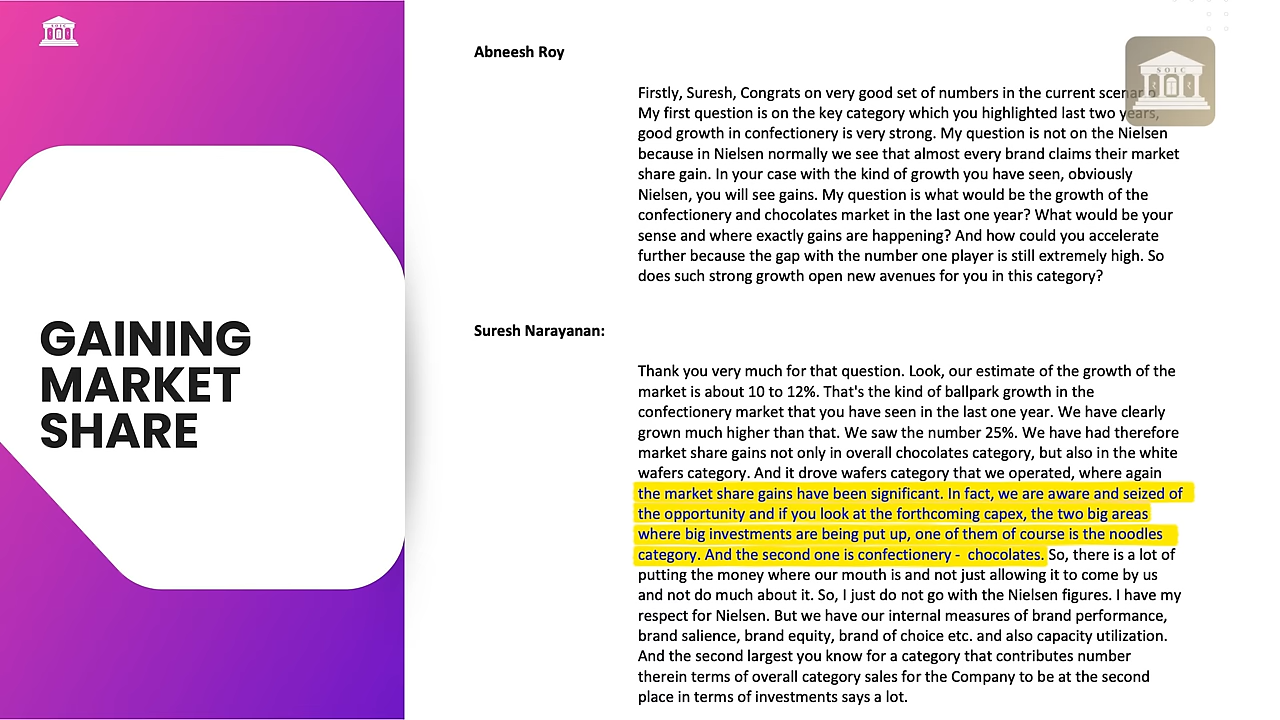 SOIC
GAINING
MARKET
SHARE
Abneesh Roy
SOIC
Firstly, Suresh, Congrats on very good set of numbers in the current scenario.
My first question is on the key category which you highlighted last two years,
good growth in confectionery is very strong. My question is not on the Nielsen
because in Nielsen normally we see that almost every brand claims their market
share gain. In your case with the kind of growth you have seen, obviously
Nielsen, you will see gains. My question is what would be the growth of the
confectionery and chocolates market in the last one year? What would be your
sense and where exactly gains are happening? And how could you accelerate
further because the gap with the number one player is still extremely high. So
does such strong growth open new avenues for you in this category?
Suresh Narayanan:
Thank you very much for that question. Look, our estimate of the growth of the
market is about 10 to 12%. That's the kind of ballpark growth in the
confectionery market that you have seen in the last one year. We have clearly
grown much higher than that. We saw the number 25%. We have had therefore
market share gains not only in overall chocolates category, but also in the white
wafers category. And it drove wafers category that we operated, where again
the market share gains have been significant. In fact, we are aware and seized of
the opportunity and if you look at the forthcoming capex, the two big areas
where big investments are being put up, one of them of course is the noodles
category. And the second one is confectionery - chocolates. So, there is a lot of
putting the money where our mouth is and not just allowing it to come by us
and not do much about it. So, I just do not go with the Nielsen figures. I have my
respect for Nielsen. But we have our internal measures of brand performance,
brand salience, brand equity, brand of choice etc. and also capacity utilization.
And the second largest you know for a category that contributes number
therein terms of overall category sales for the Company to be at the second
place in terms of investments says a lot.